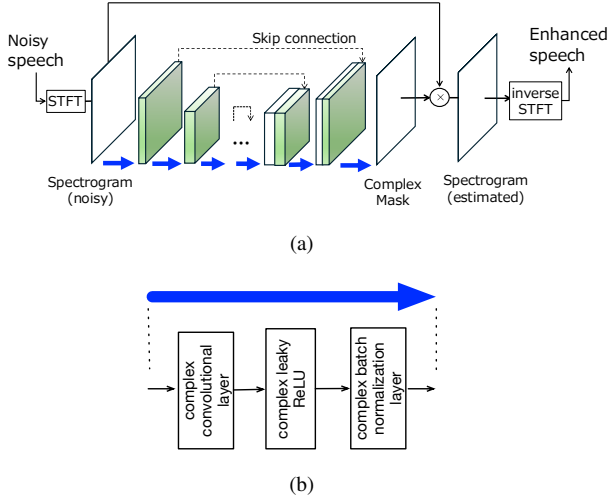 Noisy
speech
STFT
Skip connection
Enhanced
speech
×
inverse
STFT
...
Spectrogram
(noisy)
Complex
Mask
Spectrogram
(estimated)
(a)
complex
convolutional
layer
complex leaky
ReLU
complex batch
normalization
layer
(b)